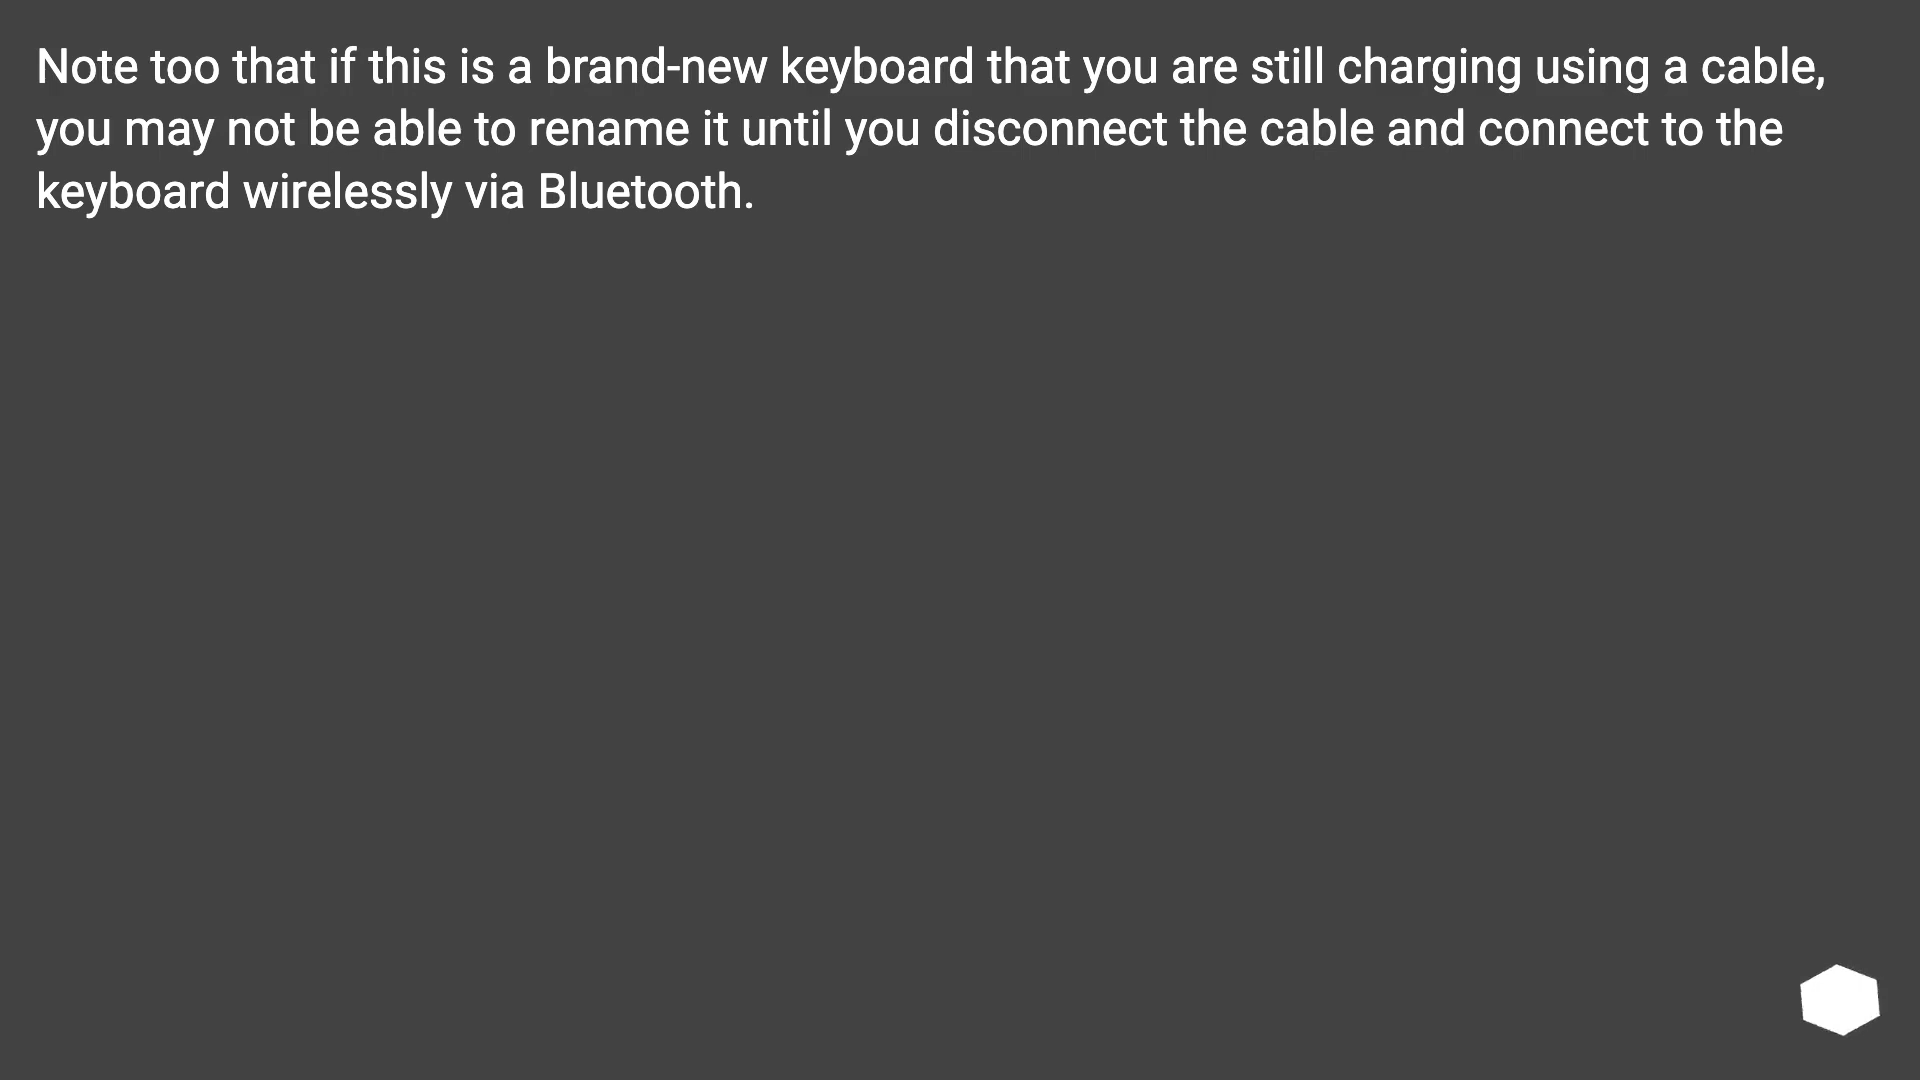 Note too that if this is a brand-new keyboard that you are still charging using a cable,
you may not be able to rename it until you disconnect the cable and connect to the
keyboard wirelessly via Bluetooth.